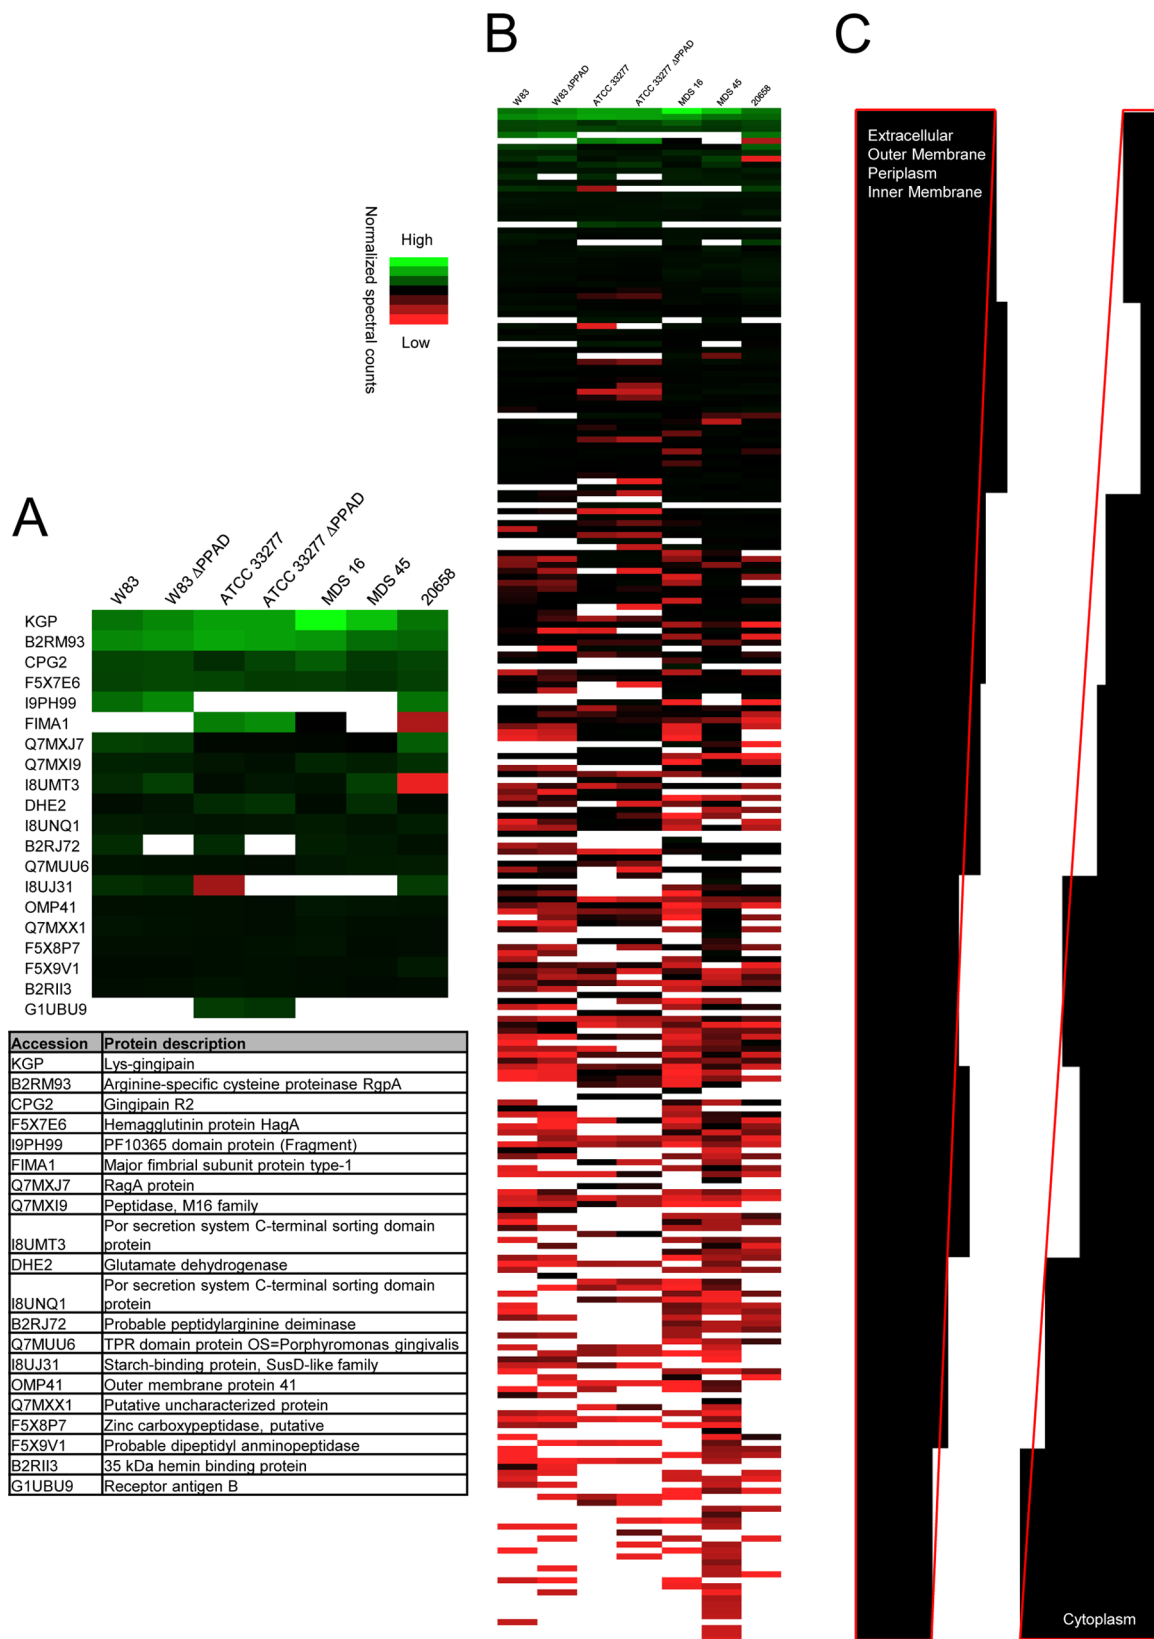 B
C
W83
W83 ΔPPAD
ATCC 33277
ATCC 33277 ΔPPAD
MDS 16
MDS 45
20658
Extracellular
Outer Membrane
Periplasm
Inner Membrane
Normalized spectral counts
High
Low
A
W83
W83 ΔPPAD
ATCC 33277
ATCC 33277 ΔPPAD
MDS 16
MDS 45
20658
KGP
B2RM93
CPG2
F5X7E6
I9PH99
FIMA1
Q7MXJ7
Q7MXI9
I8UMT3
DHE2
I8UNQ1
B2RJ72
Q7MUU6
I8UJ31
OMP41
Q7MXX1
F5X8P7
F5X9V1
B2RII3
G1UBU9
Accession Protein description
KGP Lys-gingipain
B2RM93 Arginine-specific cysteine proteinase RgpA
CPG2 Gingipain R2
F5X7E6 Hemagglutinin protein HagA
I9PH99 PF10365 domain protein (Fragment)
FIMA1 Major fimbrial subunit protein type-1
Q7MXJ7 RagA protein
Q7MXI9 Peptidase, M16 family
I8UMT3 Por secretion system C-terminal sorting domain
protein
DHE2 Glutamate dehydrogenase
I8UNQ1 Por secretion system C-terminal sorting domain
protein
B2RJ72 Probable peptidylarginine deiminase
Q7MUU6 TPR domain protein OS=Porphyromonas gingivalis
I8UJ31 Starch-binding protein, SusD-like family
OMP41 Outer membrane protein 41
Q7MXX1 Putative uncharacterized protein
F5X8P7 Zinc carboxypeptidase, putative
F5X9V1 Probable dipeptidyl anminopeptidase
B2RII3 35 kDa hemin binding protein
G1UBU9 Receptor antigen B
Cytoplasm